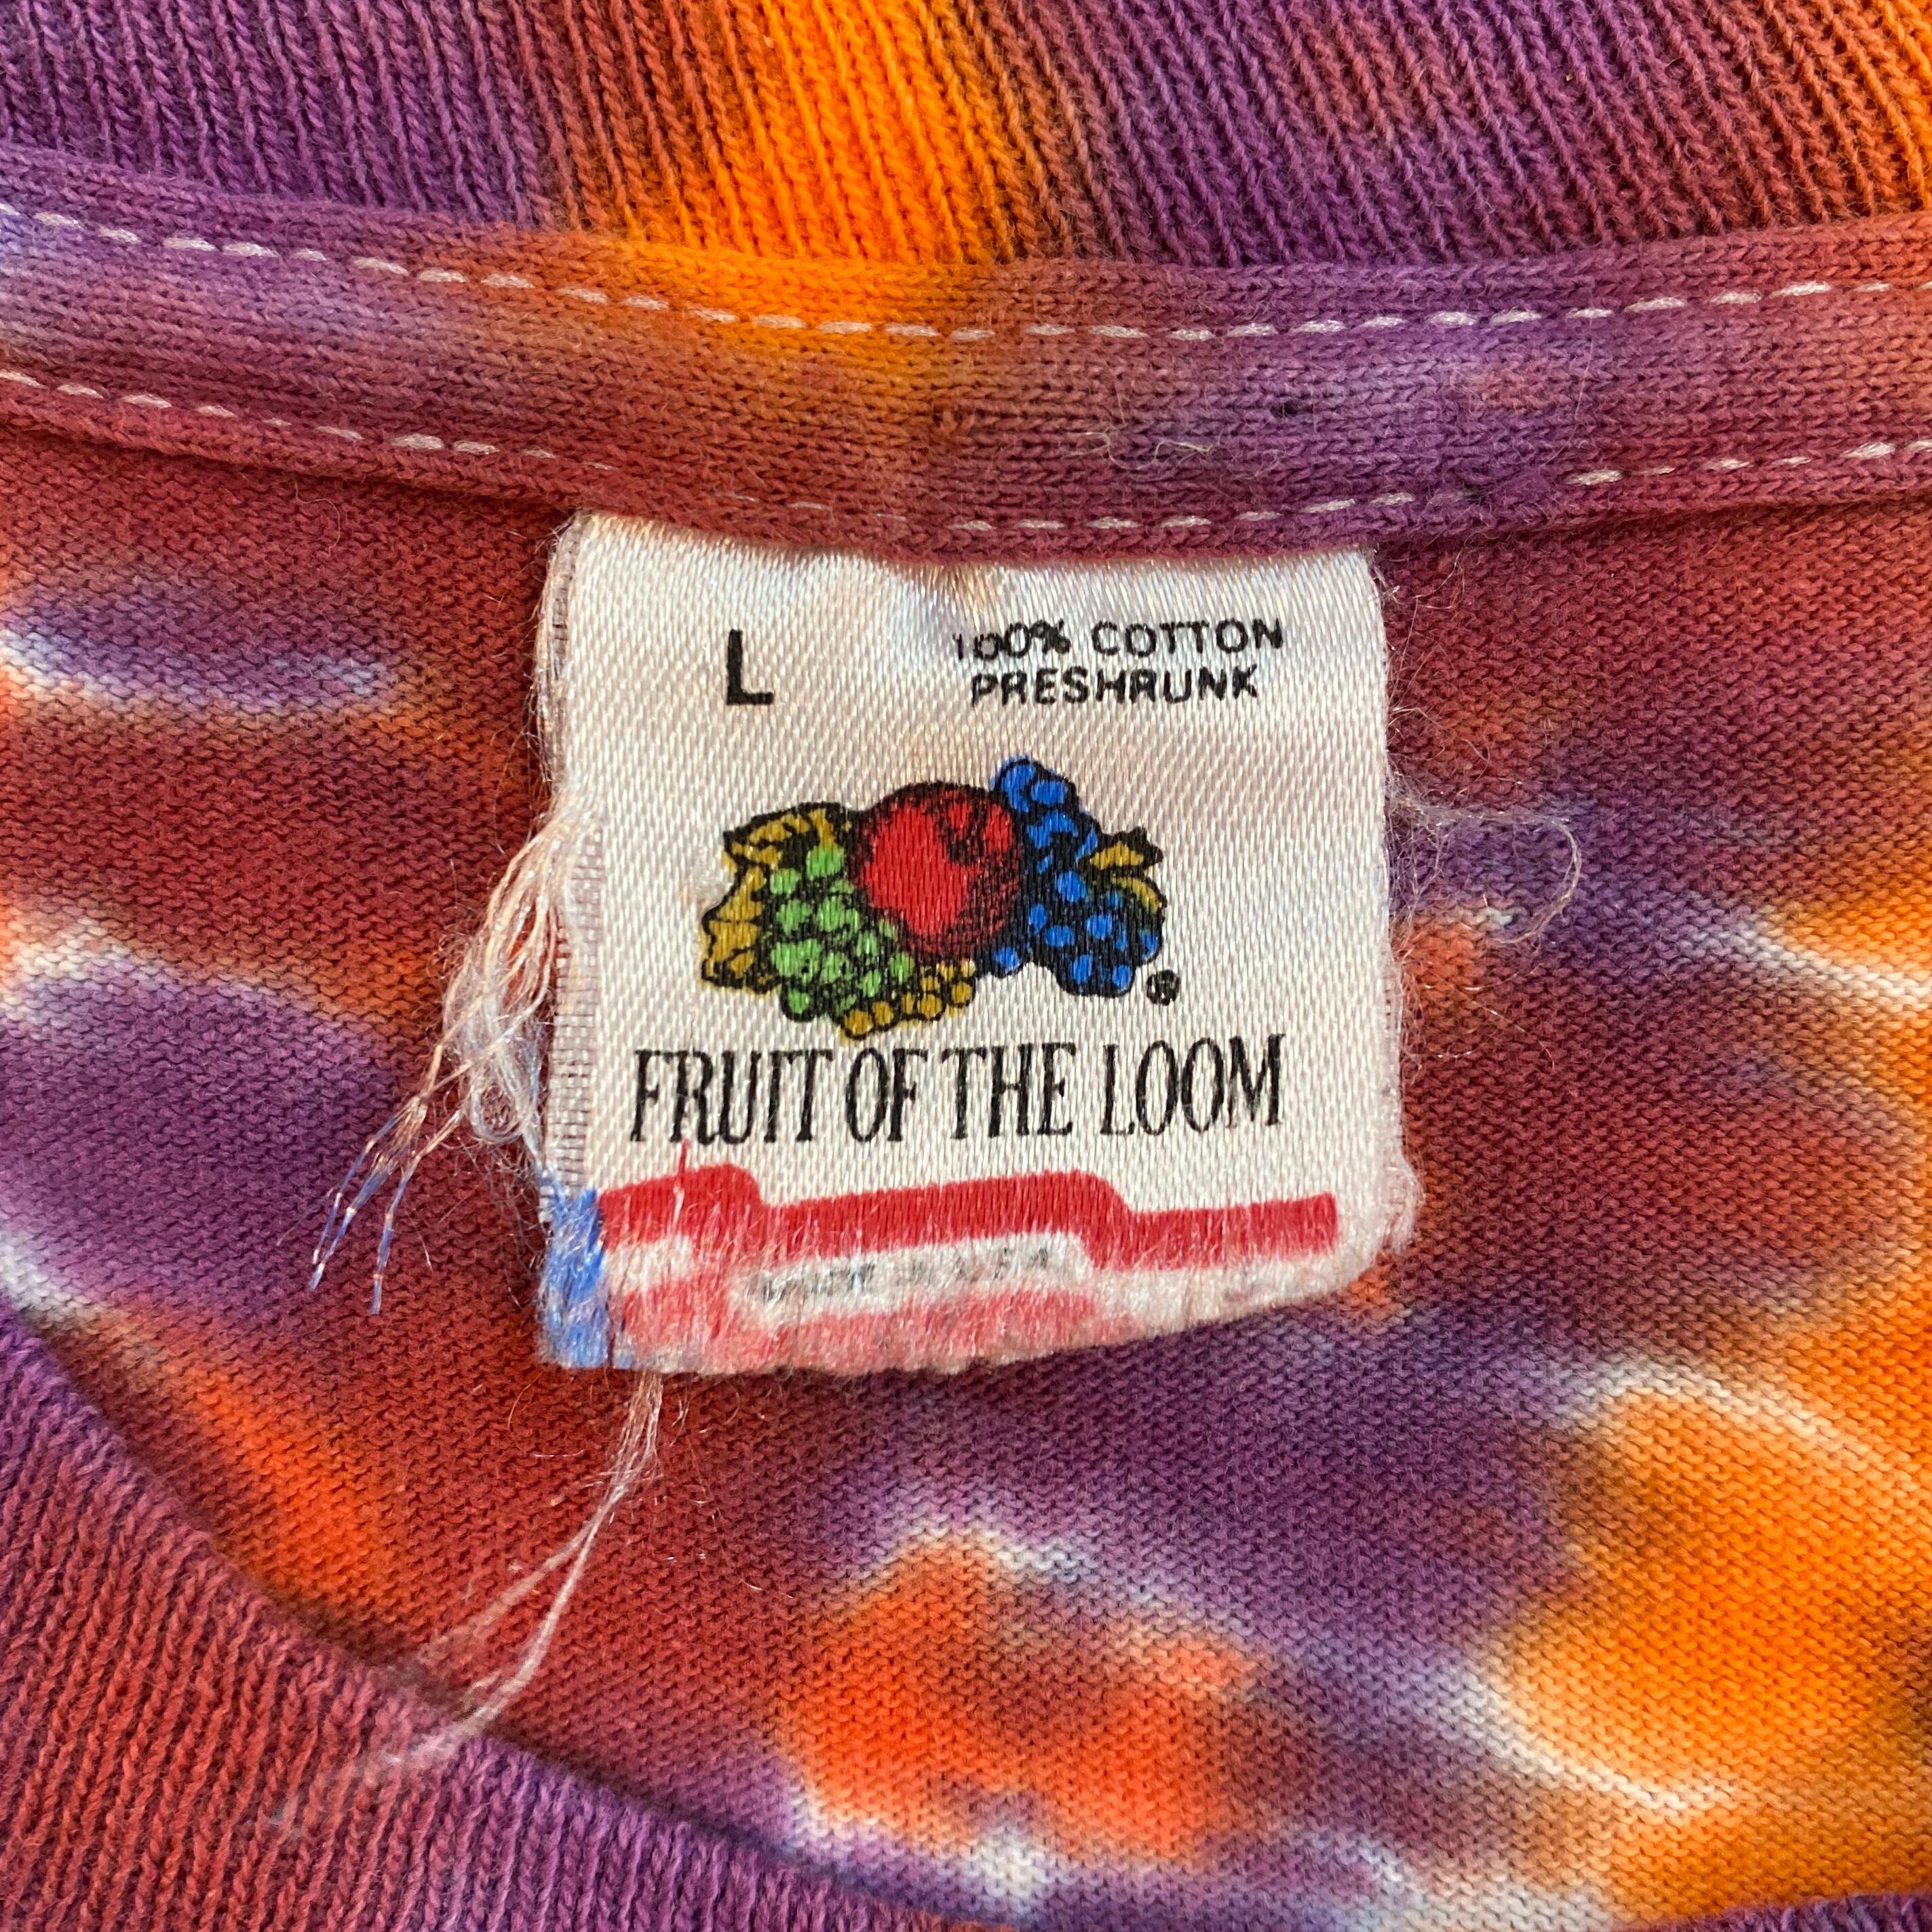 L
100% COTTON
PRESHRUNK
®
FRUIT OF THE LOOM